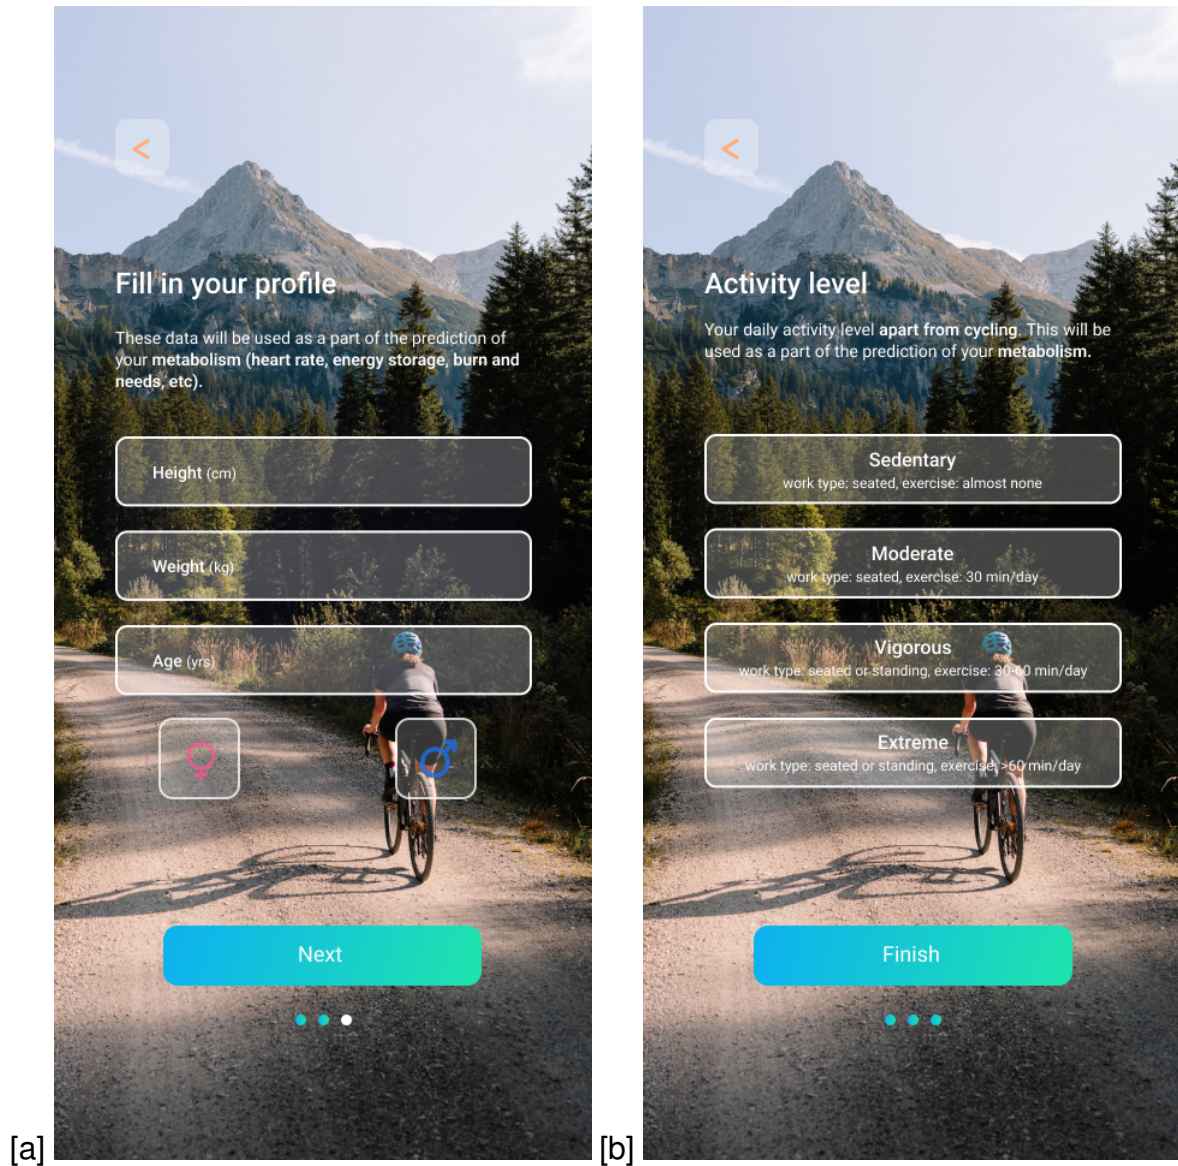 Fill in your profile
These data will be used as a part of the prediction of
your metabolism (heart rate, energy storage, burn and
needs, etc).
Height (cm)
Weight (kg)
Age (yrs)
Next
[a]
Activity level
Your daily activity level apart from cycling. This will be
used as a part of the prediction of your metabolism.
Sedentary
work type: seated, exercise: almost none
Moderate
work type: seated, exercise: 30 min/day
Vigorous
work type: seated or standing, exercise: 30-60 min/day
Extreme
work type: seated or standing, exercise: >60 min/day
Finish
[b]